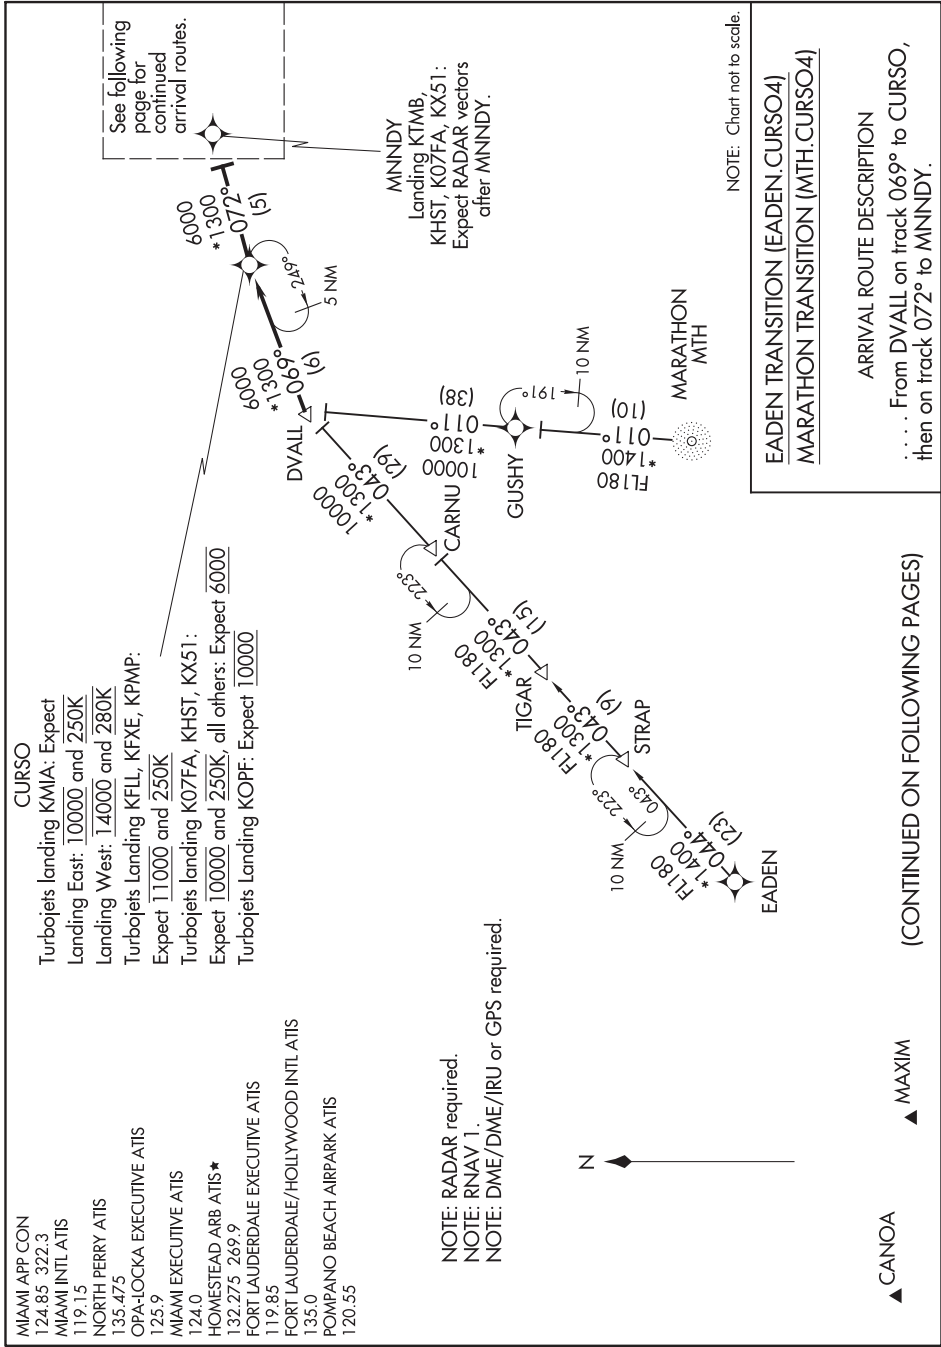 MIAMI APP CON
124.85 322.3
MIAMI INTL ATIS
119.15
NORTH PERRY ATIS
135.475
OPA-LOCKA EXECUTIVE ATIS
125.9
MIAMI EXECUTIVE ATIS
124.0
HOMESTEAD ARB ATIS★
132.275 269.9
FORT LAUDERDALE EXECUTIVE ATIS
119.85
FORT LAUDERDALE/HOLLYWOOD INTL ATIS
135.0
POMPANO BEACH AIRPARK ATIS
120.55
CURSO
Turbojets landing KMIA: Expect
Landing East: 10000 and 250K
Landing West: 14000 and 280K
Turbojets Landing KFLL, KFXE, KPMP:
Expect 11000 and 250K
Turbojets landing K07FA, KHST, KX51:
Expect 10000 and 250K, all others: Expect 6000
Turbojets Landing KOPF: Expect 10000
See following
page for
continued
arrival routes.
MNNDY
Landing KTMB,
KHST, K07FA, KX51:
Expect RADAR vectors
after MNNDY.
6000
*1300
072°
(5)
249°
5 NM
6000
*1300
069°
(6)
DVALL
10000
*1300
043°
(29)
10000
*1300
011°
(38)
CARNU
223°
10 NM
GUSHY
191°
10 NM
FL180
*1400
011°
(10)
MARATHON
MTH
FL180
*1300
043°
(15)
TIGAR
FL180
*1300
043°
(9)
STRAP
223°
043°
10 NM
FL180
*1400
044°
(23)
EADEN
NOTE: RADAR required.
NOTE: RNAV 1.
NOTE: DME/DME/IRU or GPS required.
N
CANOA
MAXIM
(CONTINUED ON FOLLOWING PAGES)
NOTE: Chart not to scale.
EADEN TRANSITION (EADEN.CURSO4)
MARATHON TRANSITION (MTH.CURSO4)
ARRIVAL ROUTE DESCRIPTION
. . . . From DVALL on track 069° to CURSO,
then on track 072° to MNNDY.